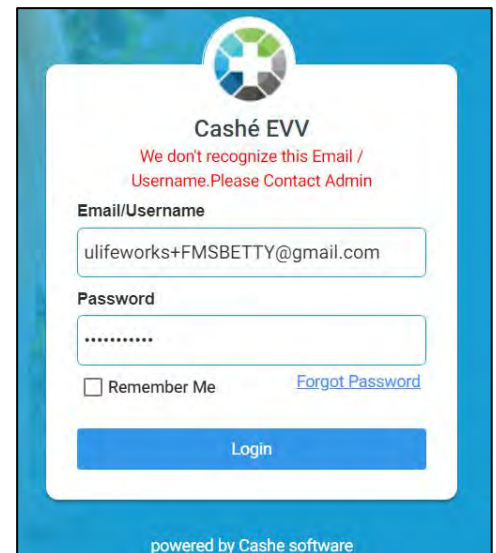 Cashé EVV
We don't recognize this Email /
Username.Please Contact Admin
Email/Username
ulifeworks+FMSBETTY@gmail.com
Password
•••••••••••
Remember Me
Forgot Password
Login
powered by Cashe software